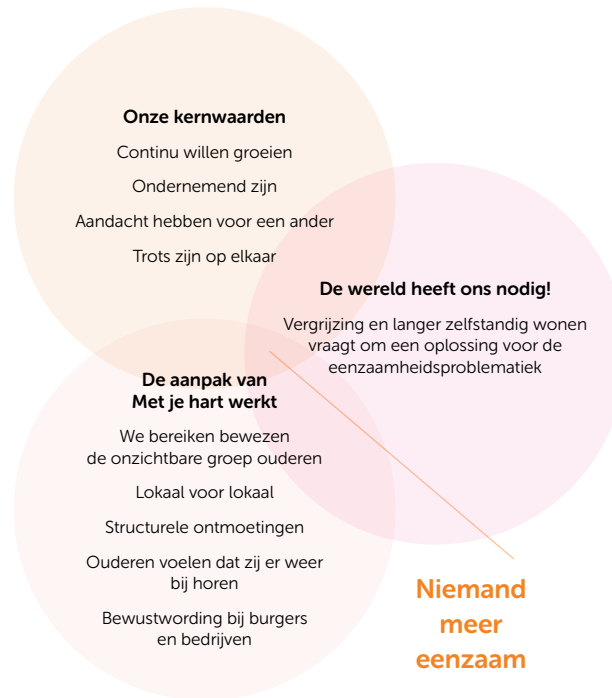 Onze kernwaarden
Continu willen groeien
Ondernemend zijn
Aandacht hebben voor een ander
Trots zijn op elkaar
De wereld heeft ons nodig!
Vergrijzing en langer zelfstandig wonen
vraagt om een oplossing voor de
eenzaamheidsproblematiek
De aanpak van
Met je hart werkt
We bereiken bewezen
de onzichtbare groep ouderen
Lokaal voor lokaal
Structurele ontmoetingen
Ouderen voelen dat zij er weer
bij horen
Bewustwording bij burgers
en bedrijven
Niemand
meer
eenzaam